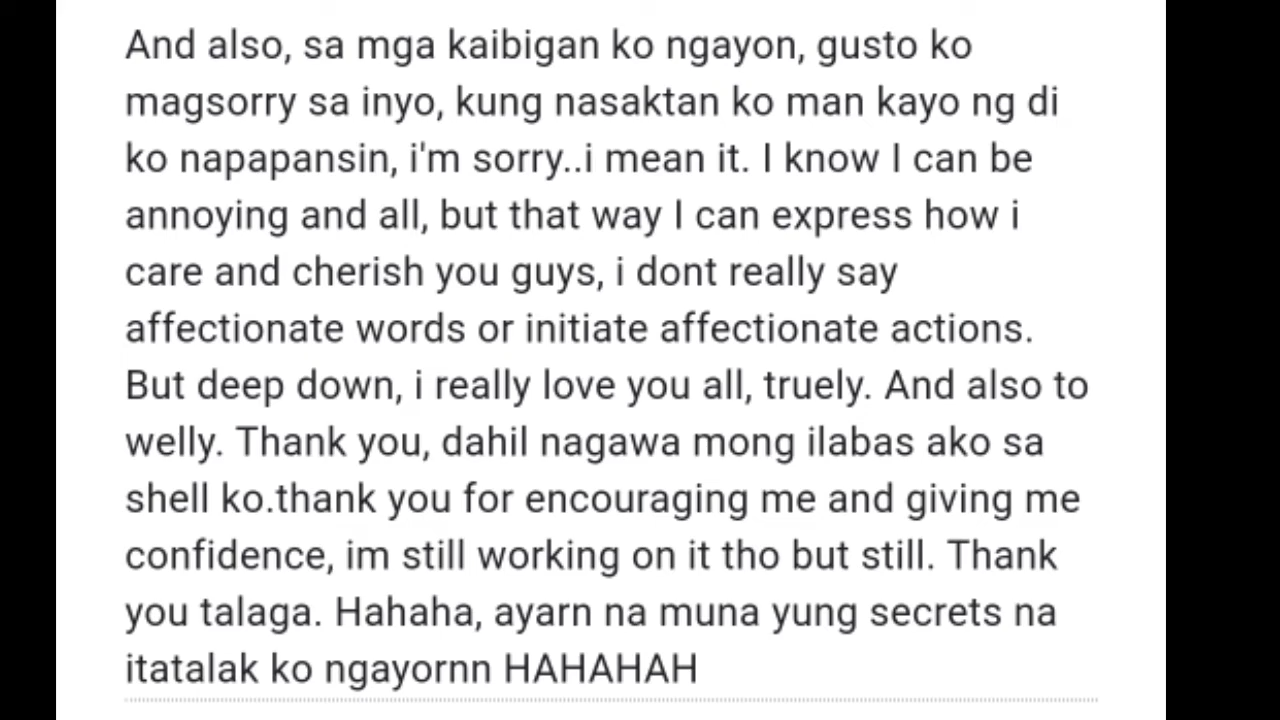 And also, sa mga kaibigan ko ngayon, gusto ko
magsorry sa inyo, kung nasaktan ko man kayo ng di
ko napapansin, i'm sorry..i mean it. I know I can be
annoying and all, but that way I can express how i
care and cherish you guys, i dont really say
affectionate words or initiate affectionate actions.
But deep down, i really love you all, truely. And also to
welly. Thank you, dahil nagawa mong ilabas ako sa
shell ko.thank you for encouraging me and giving me
confidence, im still working on it tho but still. Thank
you talaga. Hahaha, ayarn na muna yung secrets na
itatalak ko ngayornn HAHAHAH